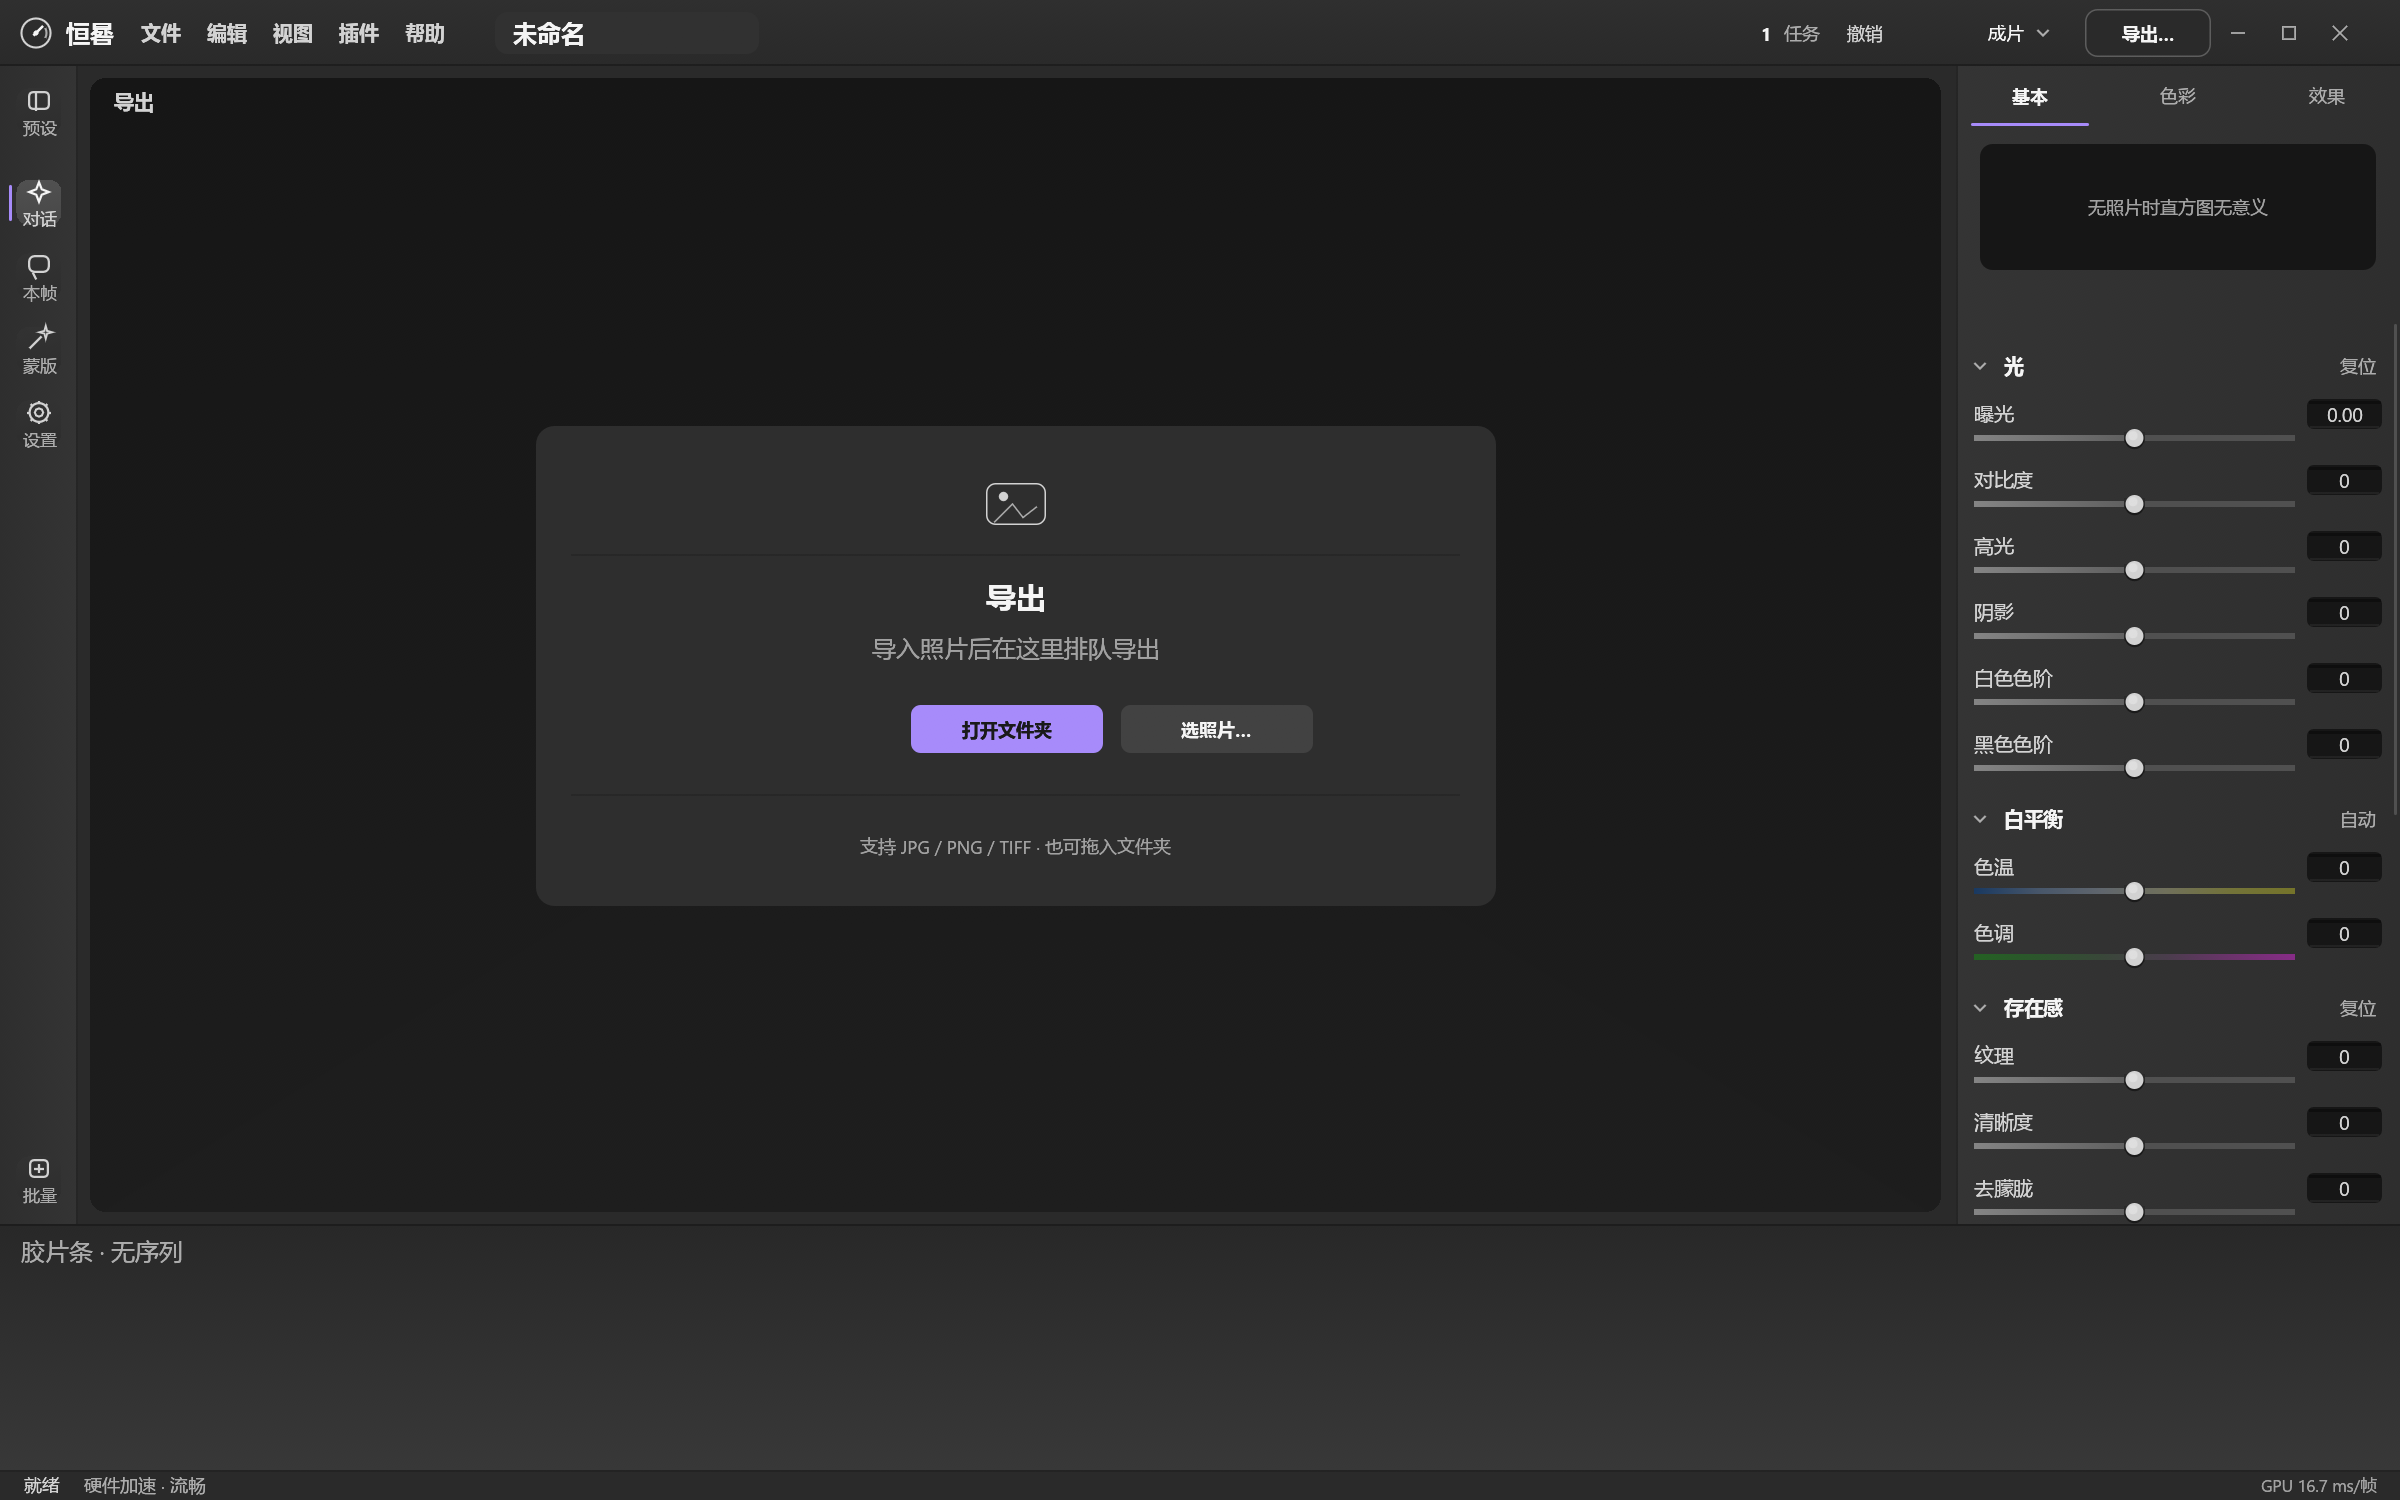 恒晷 文件 编辑 视图 插件 帮助 未命名 1 任务 撤销 成片 导出...
预设
对话
本帧
蒙版
设置
批量
导出
导出
导入照片后在这里排队导出
打开文件夹 选照片...
支持 JPG / PNG / TIFF · 也可拖入文件夹
基本 色彩 效果
无照片时直方图无意义
光 复位
曝光 0.00
对比度 0
高光 0
阴影 0
白色色阶 0
黑色色阶 0
白平衡 自动
色温 0
色调 0
存在感 复位
纹理 0
清晰度 0
去朦胧 0
胶片条 · 无序列
就绪 硬件加速 · 流畅 GPU 16.7 ms/帧